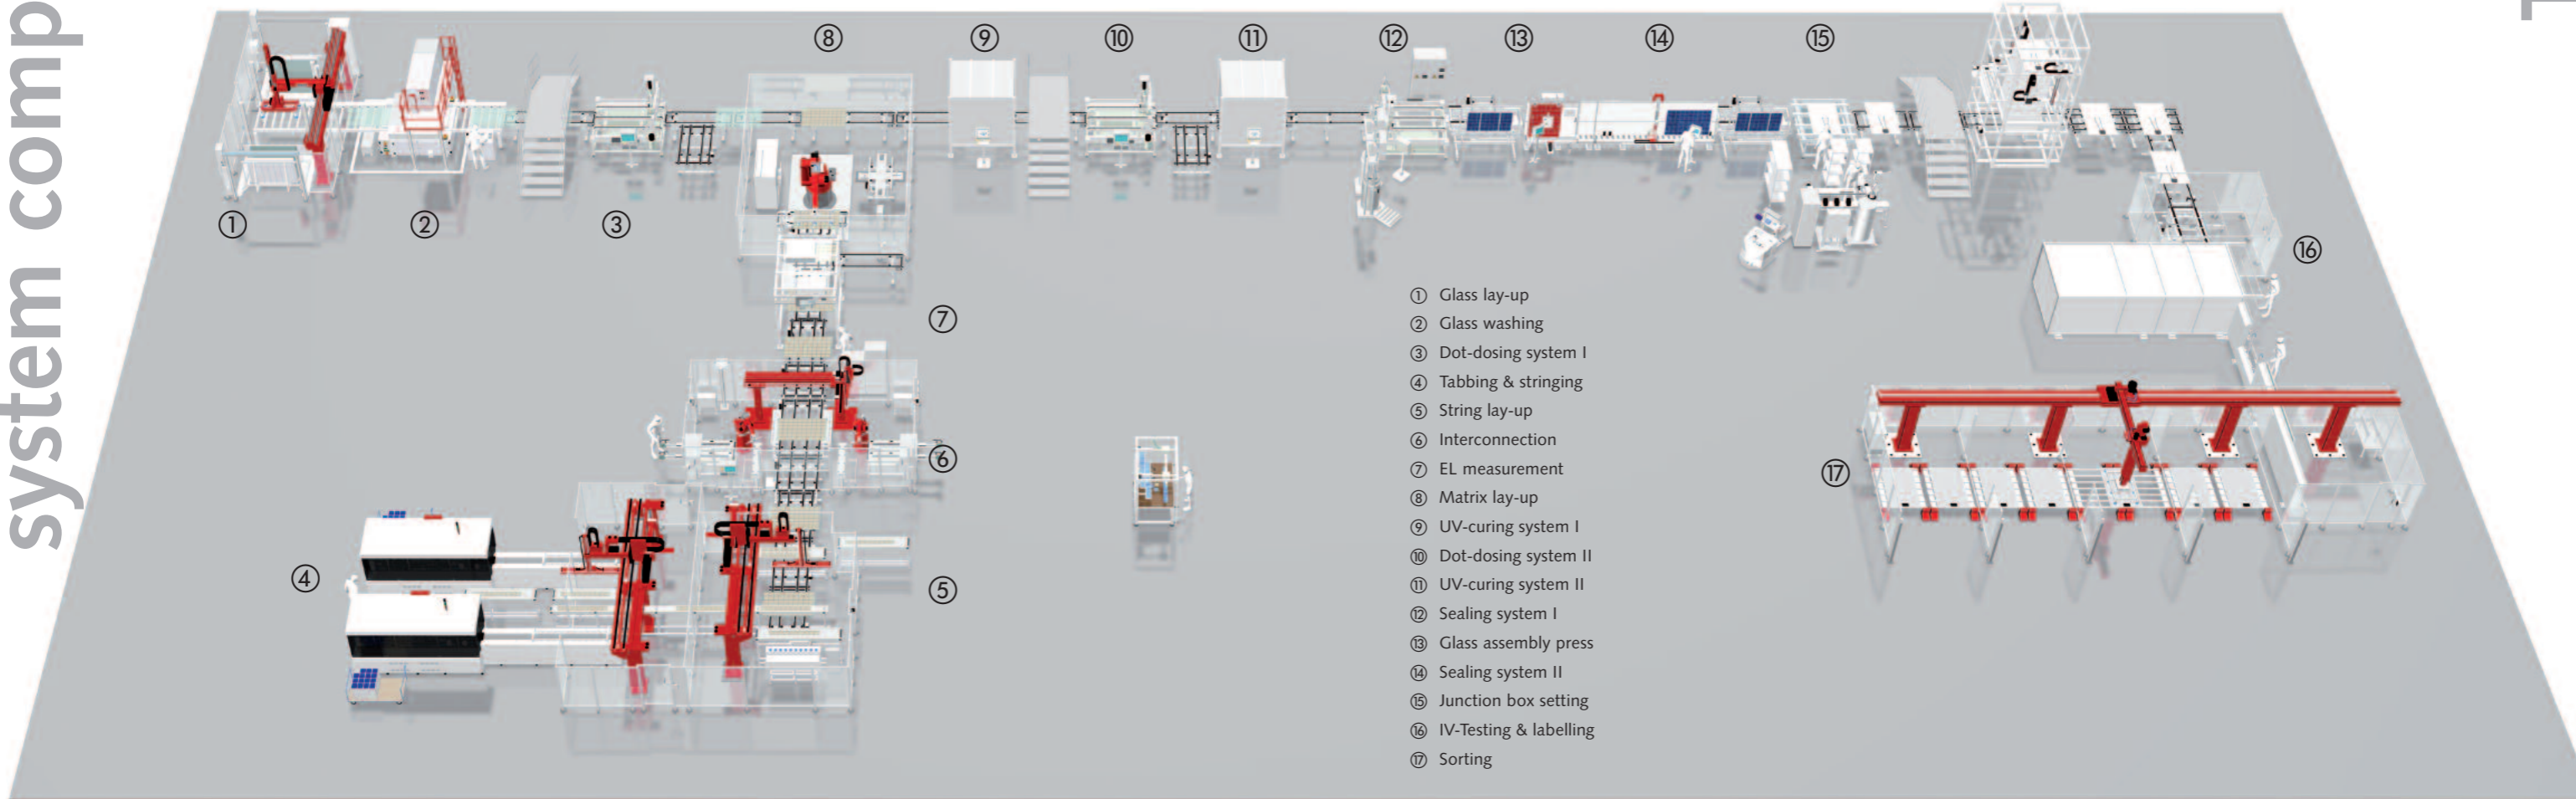 system comp
⑧ ⑨ ⑩ ⑪ ⑫ ⑬ ⑭ ⑮
① ② ③
⑯
⑦
⑥
⑰
④
⑤
① Glass lay-up
② Glass washing
③ Dot-dosing system I
④ Tabbing & stringing
⑤ String lay-up
⑥ Interconnection
⑦ EL measurement
⑧ Matrix lay-up
⑨ UV-curing system I
⑩ Dot-dosing system II
⑪ UV-curing system II
⑫ Sealing system I
⑬ Glass assembly press
⑭ Sealing system II
⑮ Junction box setting
⑯ IV-Testing & labelling
⑰ Sorting